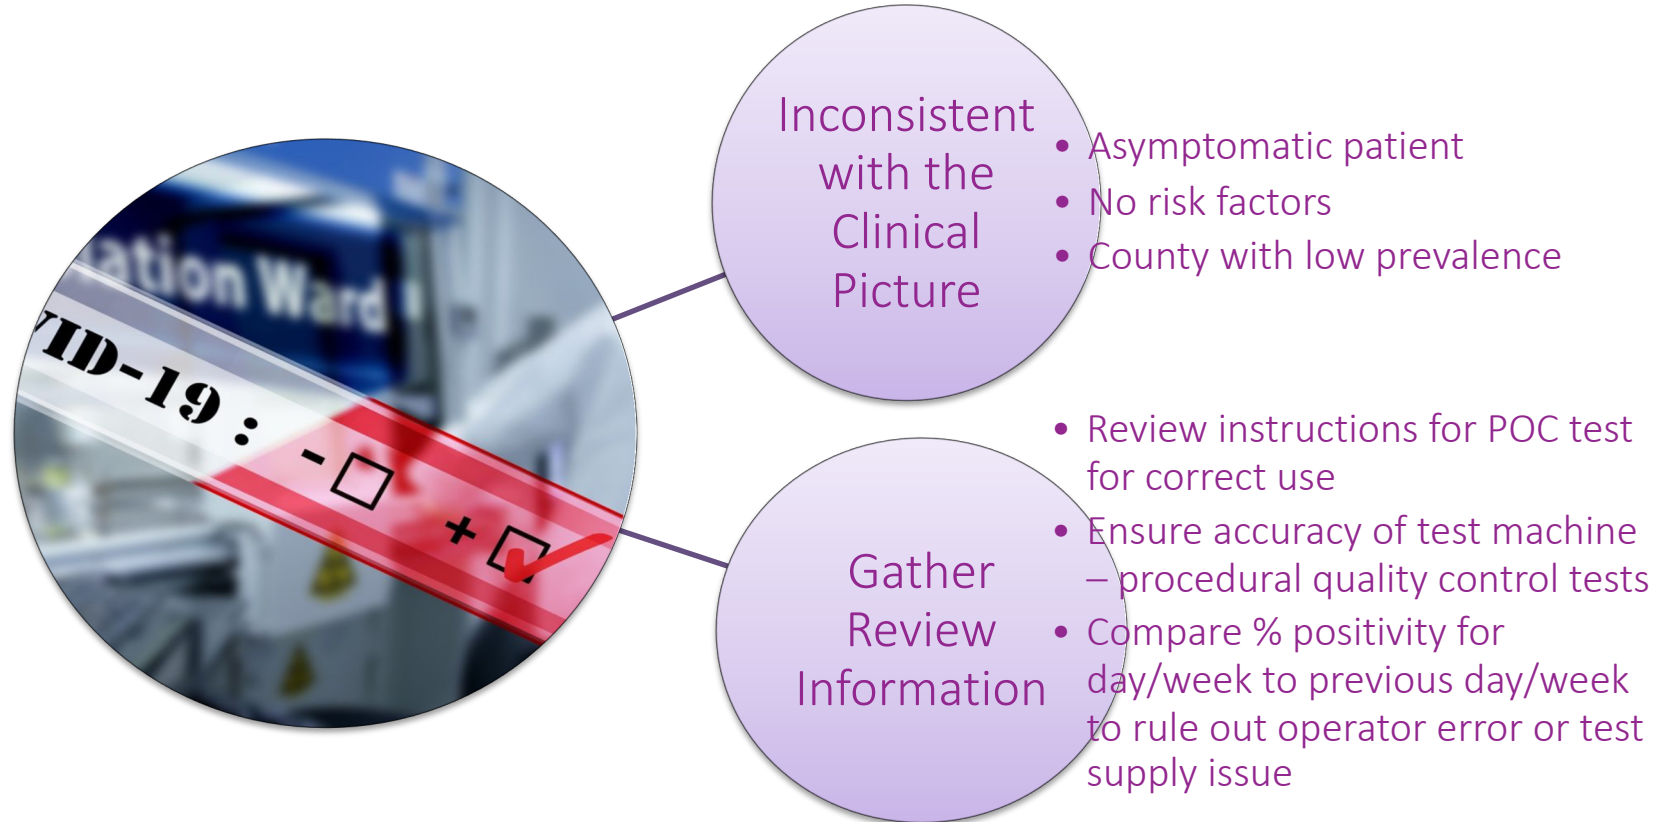 Inconsistent
with the
Clinical
Picture
• Asymptomatic patient
• No risk factors
• County with low prevalence
ation Ward
VID-19 :
- +
Gather
Review
Information
• Review instructions for POC test
for correct use
• Ensure accuracy of test machine
– procedural quality control tests
• Compare % positivity for
day/week to previous day/week
to rule out operator error or test
supply issue